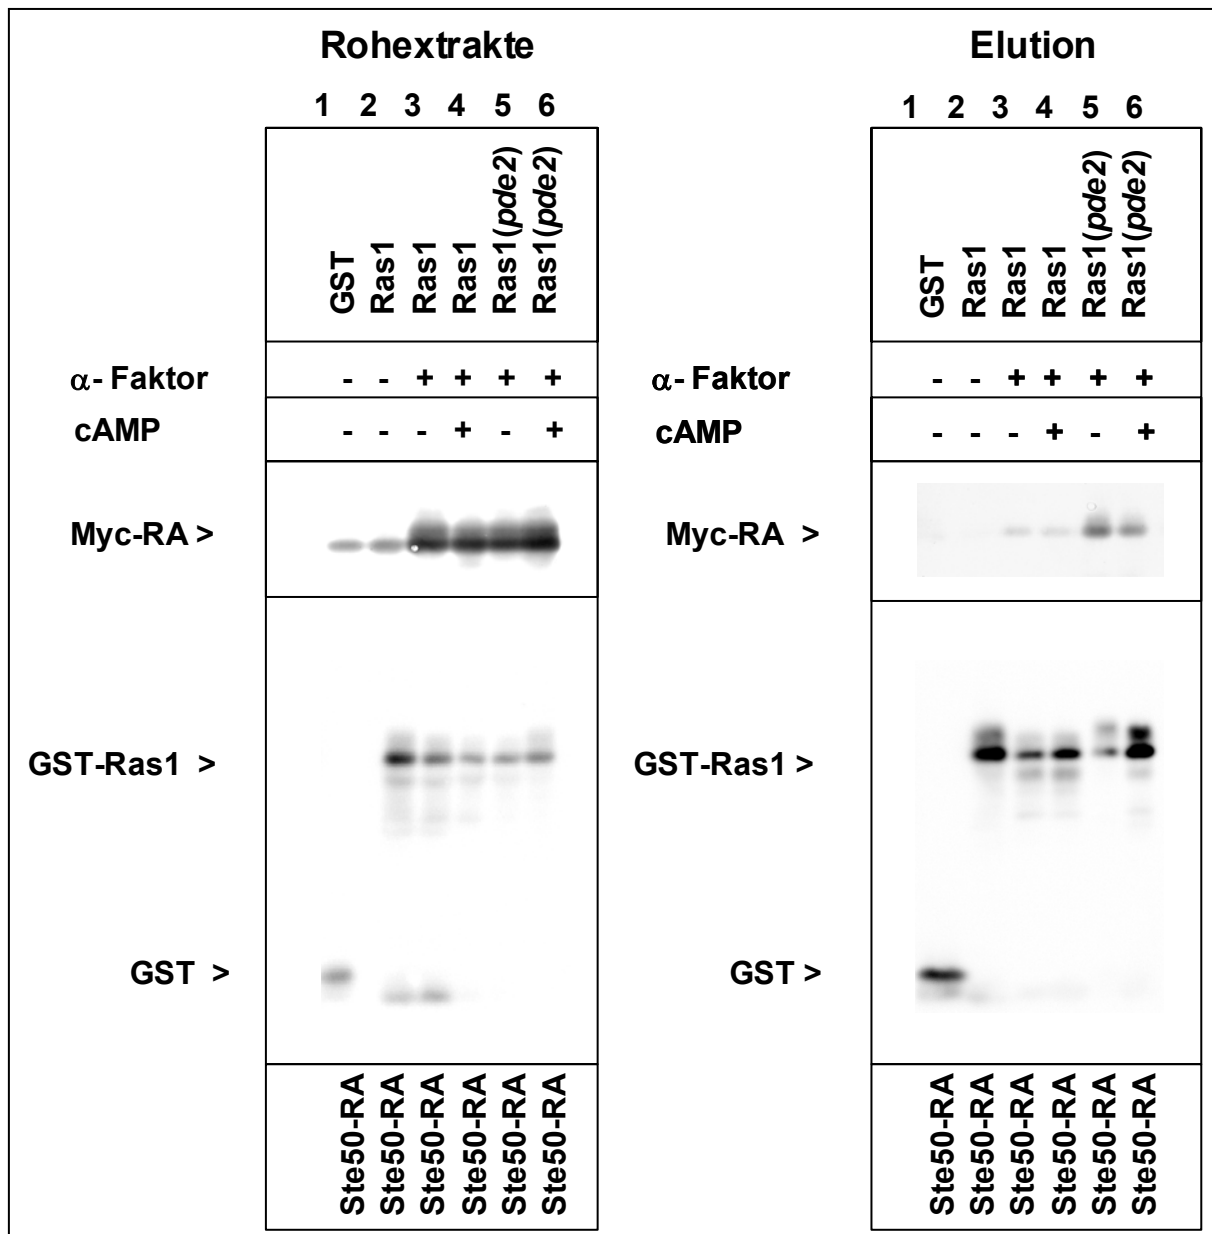 Rohextrakte
1 2 3 4 5 6
GST
Ras1
Ras1
Ras1
Ras1(pde2)
Ras1(pde2)
α- Faktor - - + + + +
cAMP - - - + - +
Myc-RA >
GST-Ras1 >
GST >
Ste50-RA
Ste50-RA
Ste50-RA
Ste50-RA
Ste50-RA
Ste50-RA
Elution
1 2 3 4 5 6
GST
Ras1
Ras1
Ras1
Ras1(pde2)
Ras1(pde2)
α- Faktor - - + + + +
cAMP - - - + - +
Myc-RA >
GST-Ras1 >
GST >
Ste50-RA
Ste50-RA
Ste50-RA
Ste50-RA
Ste50-RA
Ste50-RA